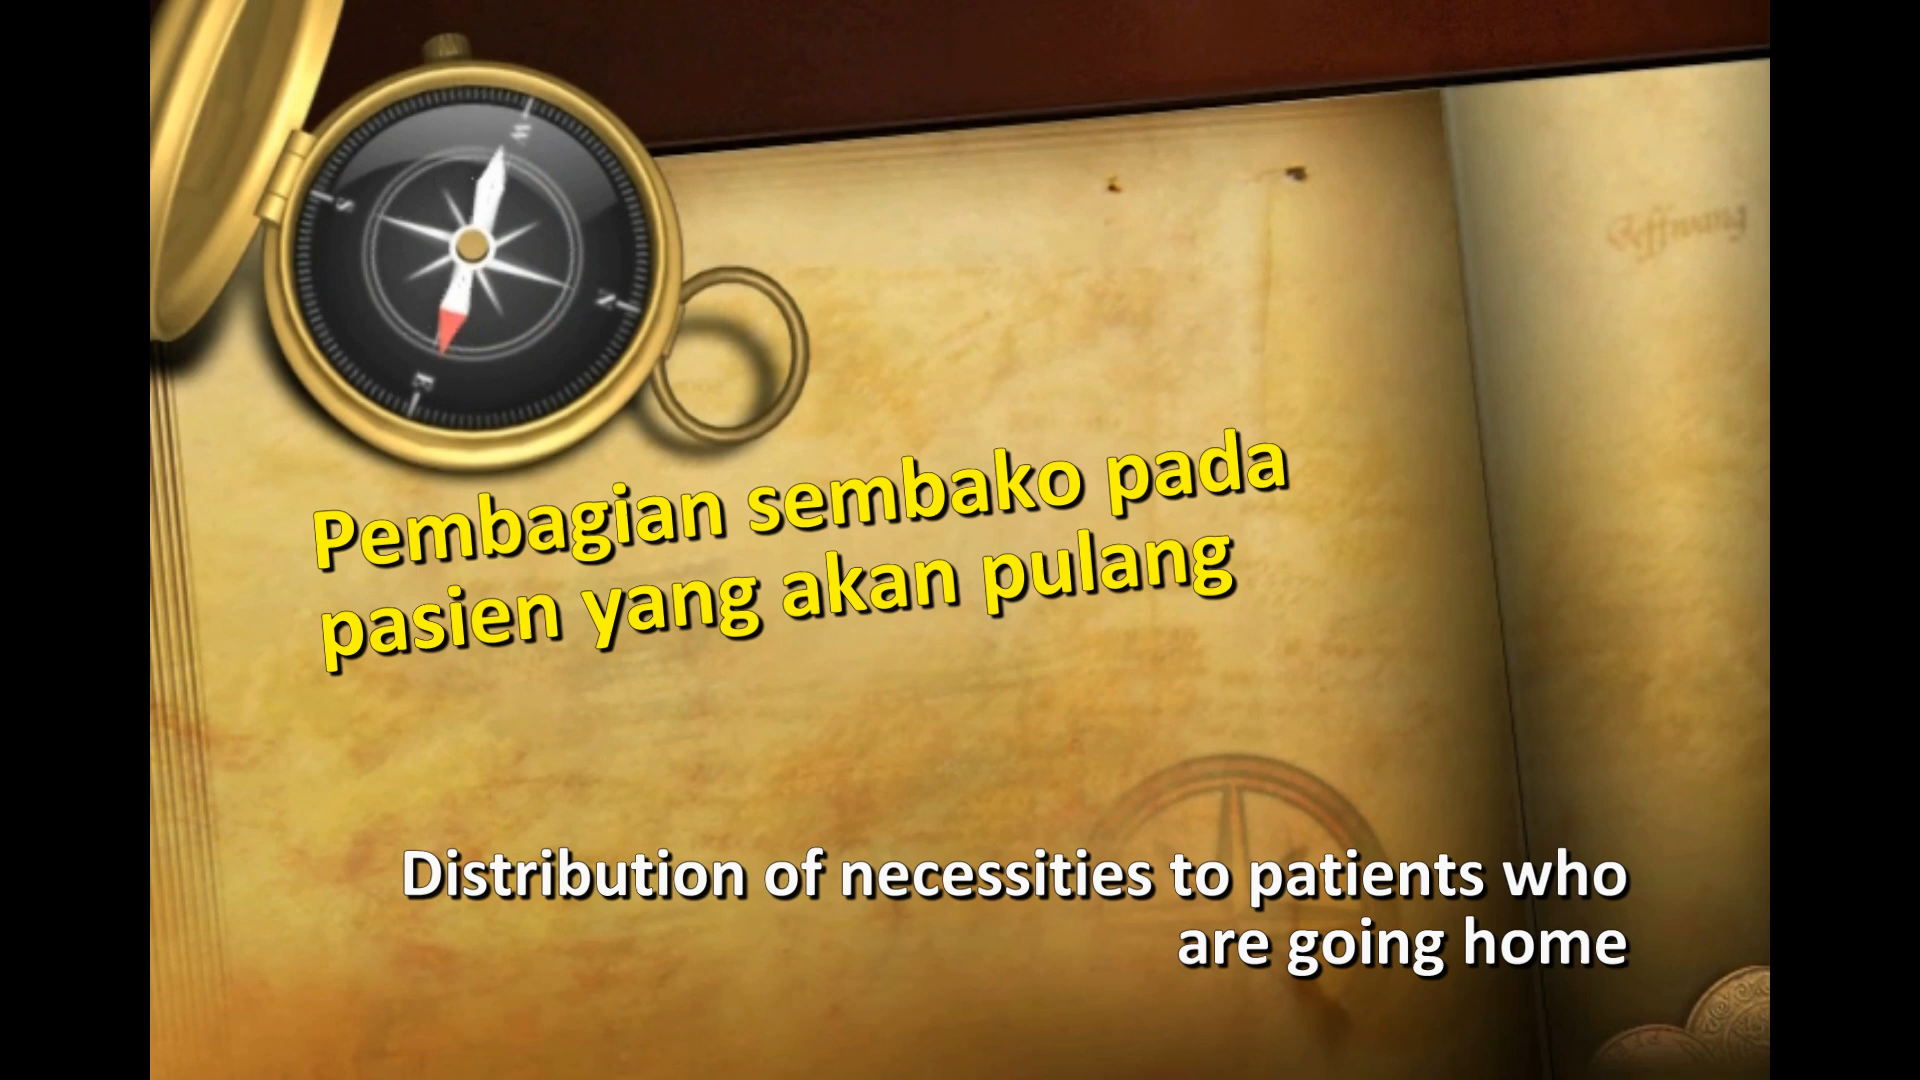 Pembagian sembako pada
pasien yang akan pulang
Distribution of necessities to patients who
are going home